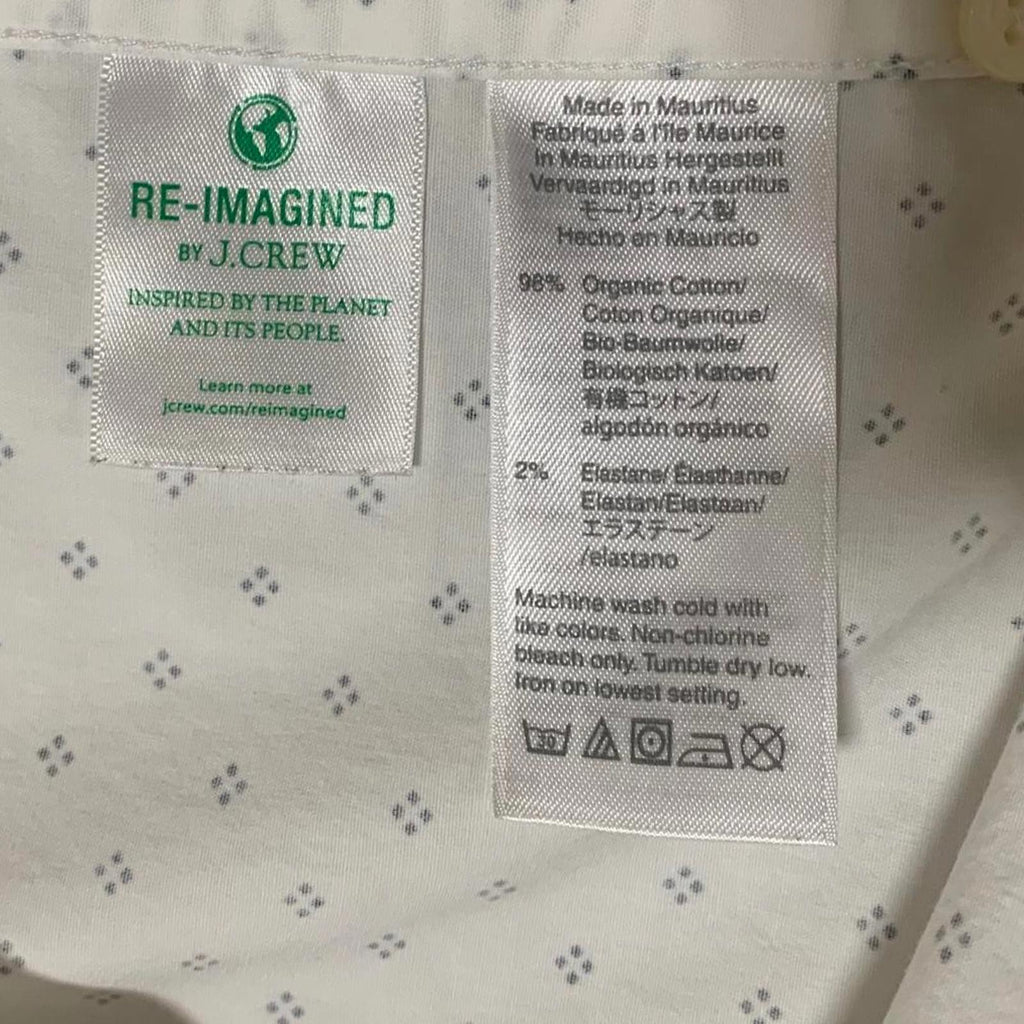 RE-IMAGINED
BY J.CREW
INSPIRED BY THE PLANET
AND ITS PEOPLE.
Learn more at
jcrew.com/reimagined
Made in Mauritius
Fabriqué à l'Ile Maurice
In Mauritius Hergestellt
Vervaardigd in Mauritius
モーリシャス製
Hecho en Mauricio
98% Organic Cotton/
Coton Organique/
Bio-Baumwolle/
Biologisch Katoen/
有機コットン/
algodón orgánico
2% Elastane/ Élasthanne/
Elastan/Elastaan/
エラステーン
/elastano
Machine wash cold with
like colors. Non-chlorine
bleach only. Tumble dry low.
Iron on lowest setting.
30